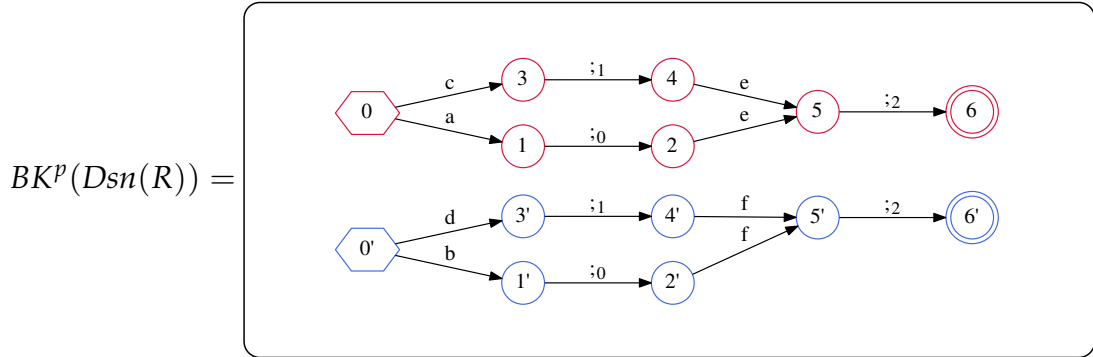 c 3 ;₁ 4 e
0 5 ;₂ 6
a 1 ;₀ 2 e
BKᵖ(Dsn(R)) =
d 3' ;₁ 4' f
0' 5' ;₂ 6'
b 1' ;₀ 2' f